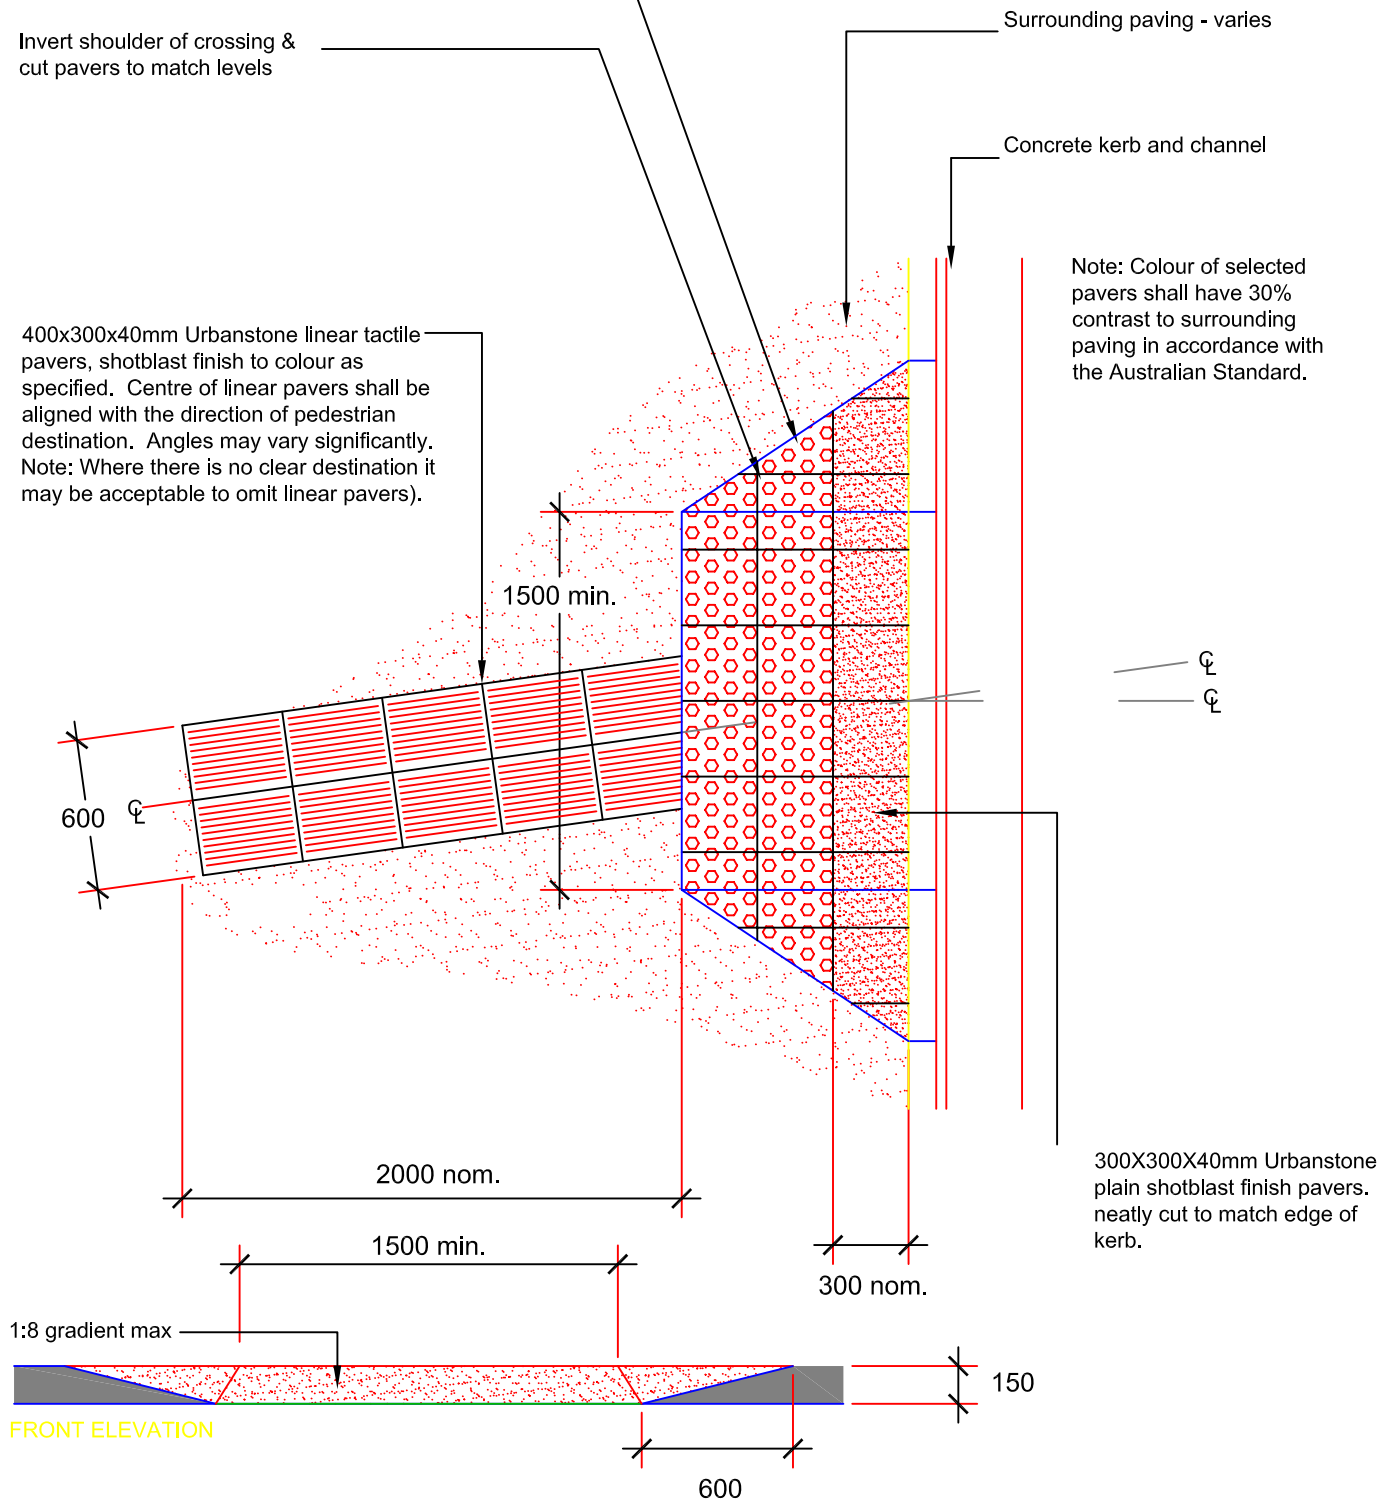 Surrounding paving - varies
Invert shoulder of crossing &
cut pavers to match levels
Concrete kerb and channel
Note: Colour of selected
pavers shall have 30%
contrast to surrounding
paving in accordance with
the Australian Standard.
400x300x40mm Urbanstone linear tactile
pavers, shotblast finish to colour as
specified.  Centre of linear pavers shall be
aligned with the direction of pedestrian
destination.  Angles may vary significantly.
Note: Where there is no clear destination it
may be acceptable to omit linear pavers).
1500 min.
℄
℄
600
℄
2000 nom.
300X300X40mm Urbanstone
plain shotblast finish pavers.
neatly cut to match edge of
kerb.
1500 min.
300 nom.
1:8 gradient max
150
FRONT ELEVATION
600